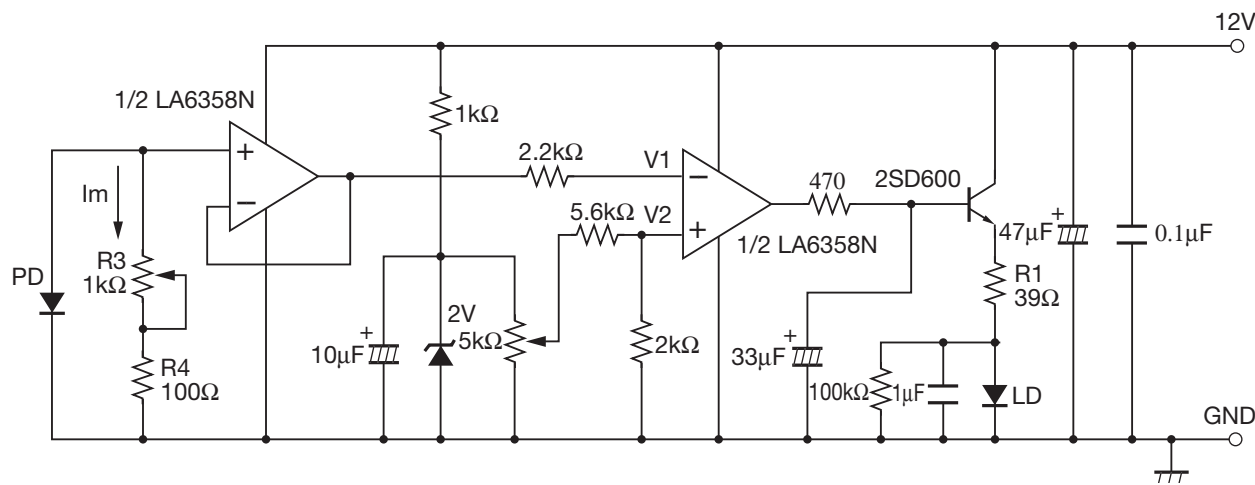 12V
1/2 LA6358N
1kΩ
+
−
Im
2.2kΩ
V1
−
+
470
2SD600
5.6kΩ
V2
1/2 LA6358N
47μF
+
0.1μF
PD
R3
1kΩ
R1
39Ω
2V
+
10μF
5kΩ
2kΩ
+
33μF
R4
100Ω
100kΩ
1μF
LD
GND